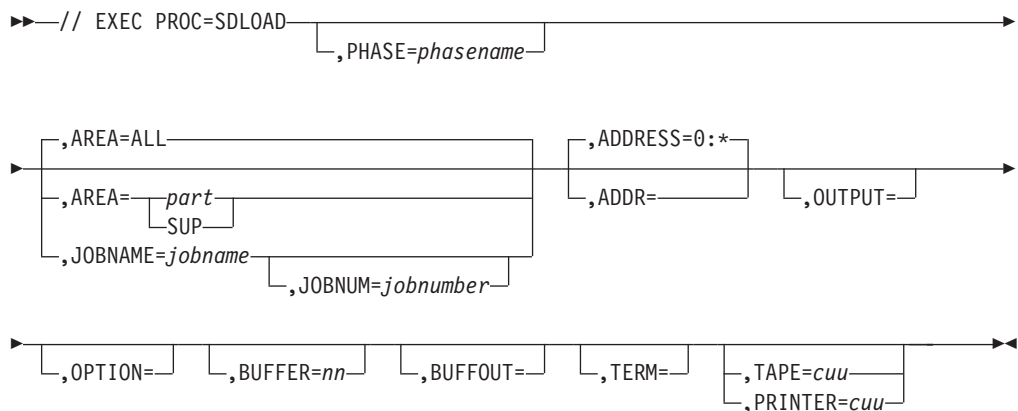 // EXEC PROC=SDLOAD
,PHASE=phasename
,AREA=ALL
,ADDRESS=0:*
,AREA= part
,ADDR=
,OUTPUT=
SUP
,JOBNAME=jobname
,JOBNUM=jobnumber
,OPTION=
,BUFFER=nn
,BUFFOUT=
,TERM=
,TAPE=cuu
,PRINTER=cuu